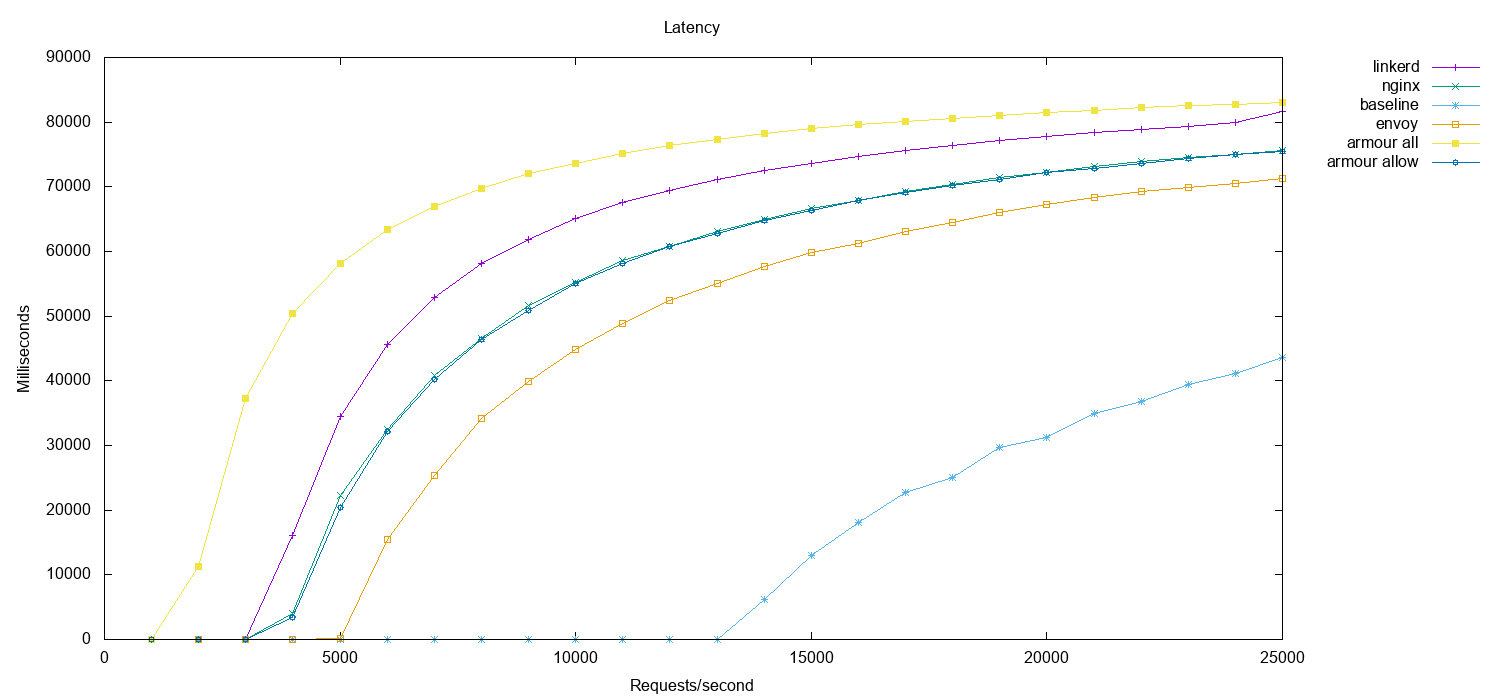 Latency
90000
80000
70000
60000
50000
40000
30000
20000
10000
0
Milliseconds
0 5000 10000 15000 20000 25000
Requests/second
linkerd
nginx
baseline
envoy
armour all
armour allow